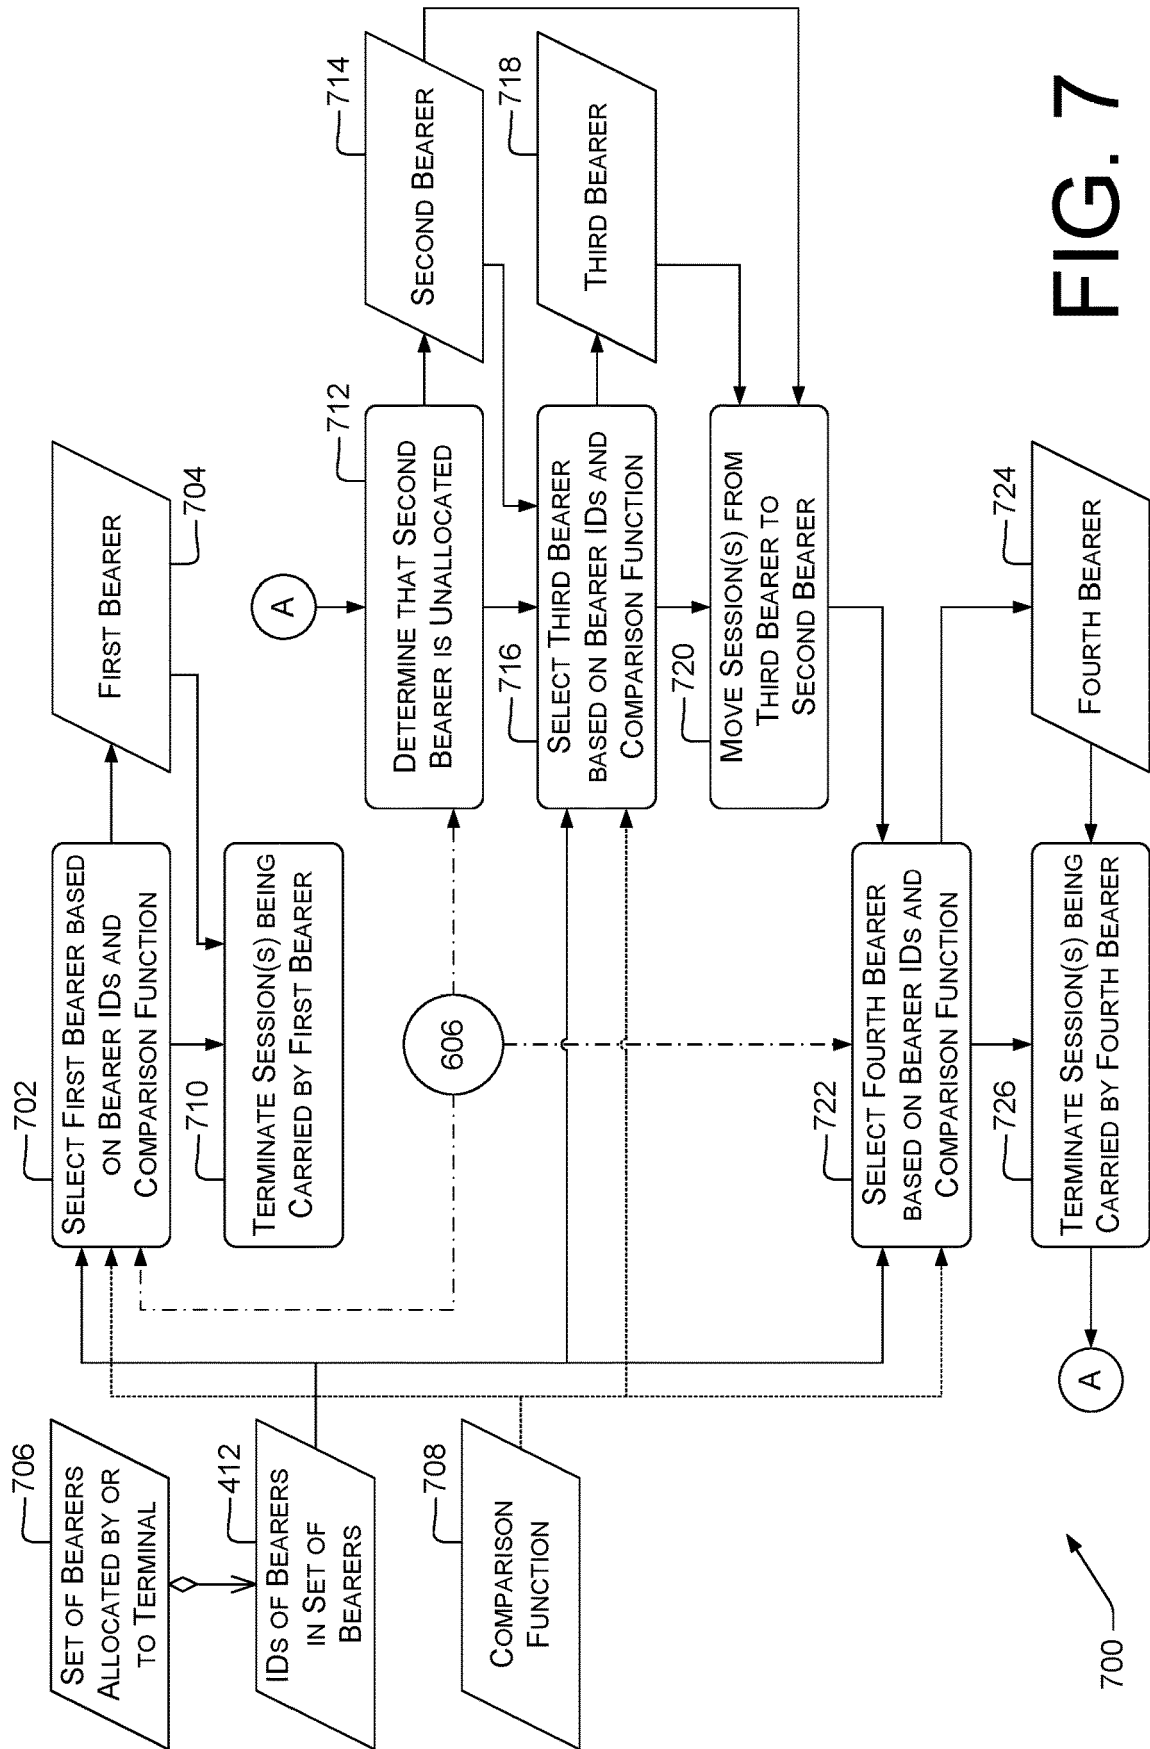 706
SET OF BEARERS
ALLOCATED BY OR
TO TERMINAL
412
IDS OF BEARERS
IN SET OF
BEARERS
708
COMPARISON
FUNCTION
700
702
SELECT FIRST BEARER BASED
ON BEARER IDS AND
COMPARISON FUNCTION
704
FIRST BEARER
710
TERMINATE SESSION(S) BEING
CARRIED BY FIRST BEARER
606
A
712
DETERMINE THAT SECOND
BEARER IS UNALLOCATED
714
SECOND BEARER
716
SELECT THIRD BEARER
BASED ON BEARER IDS AND
COMPARISON FUNCTION
718
THIRD BEARER
720
MOVE SESSION(S) FROM
THIRD BEARER TO
SECOND BEARER
722
SELECT FOURTH BEARER
BASED ON BEARER IDS AND
COMPARISON FUNCTION
724
FOURTH BEARER
726
TERMINATE SESSION(S) BEING
CARRIED BY FOURTH BEARER
A
FIG. 7